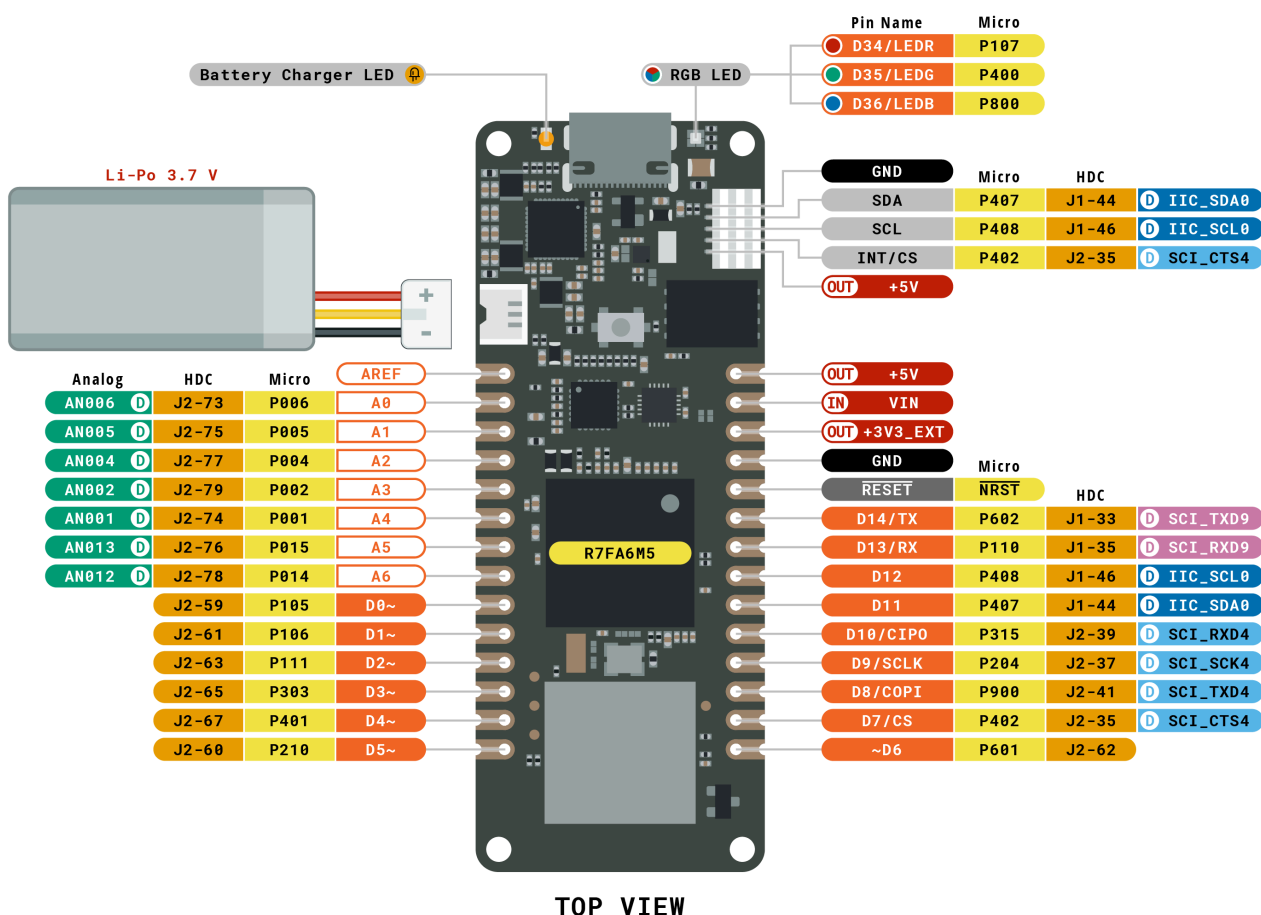 Pin Name Micro
D34/LEDR P107
Battery Charger LED RGB LED D35/LEDG P400
D36/LEDB P800
Li-Po 3.7 V
+
-
GND
Micro HDC
SDA P407 J1-44 D IIC_SDA0
SCL P408 J1-46 D IIC_SCL0
INT/CS P402 J2-35 D SCI_CTS4
OUT +5V
Analog HDC Micro
AREF
AN006 D J2-73 P006 A0
AN005 D J2-75 P005 A1
AN004 D J2-77 P004 A2
AN002 D J2-79 P002 A3
AN001 D J2-74 P001 A4
AN013 D J2-76 P015 A5
AN012 D J2-78 P014 A6
J2-59 P105 D0~
J2-61 P106 D1~
J2-63 P111 D2~
J2-65 P303 D3~
J2-67 P401 D4~
J2-60 P210 D5~
R7FA6M5
OUT +5V
IN VIN
OUT +3V3_EXT
GND
Micro
RESET NRST
HDC
D14/TX P602 J1-33 D SCI_TXD9
D13/RX P110 J1-35 D SCI_RXD9
D12 P408 J1-46 D IIC_SCL0
D11 P407 J1-44 D IIC_SDA0
D10/CIPO P315 J2-39 D SCI_RXD4
D9/SCLK P204 J2-37 D SCI_SCK4
D8/COPI P900 J2-41 D SCI_TXD4
D7/CS P402 J2-35 D SCI_CTS4
~D6 P601 J2-62
TOP VIEW